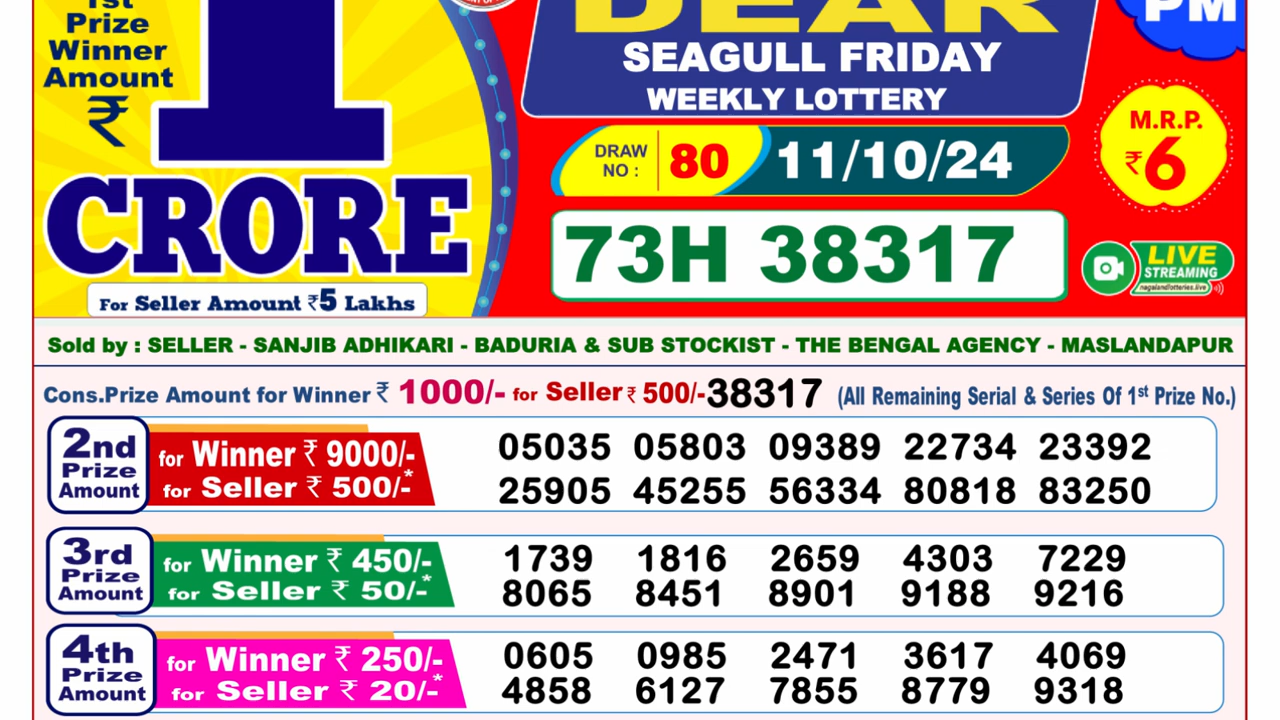 1st
Prize
Winner
Amount
₹
1
CRORE
For Seller Amount ₹5 Lakhs
DEAR
SEAGULL FRIDAY
WEEKLY LOTTERY
PM
DRAW NO : 80 11/10/24
M.R.P.
₹6
73H 38317
LIVE
STREAMING
nagalandlotteries.live
Sold by : SELLER - SANJIB ADHIKARI - BADURIA & SUB STOCKIST - THE BENGAL AGENCY - MASLANDAPUR
Cons.Prize Amount for Winner ₹ 1000/- for Seller ₹ 500/- 38317 (All Remaining Serial & Series Of 1st Prize No.)
2nd Prize Amount
for Winner ₹ 9000/-
for Seller ₹ 500/-*
05035 05803 09389 22734 23392
25905 45255 56334 80818 83250
3rd Prize Amount
for Winner ₹ 450/-
for Seller ₹ 50/-*
1739 1816 2659 4303 7229
8065 8451 8901 9188 9216
4th Prize Amount
for Winner ₹ 250/-
for Seller ₹ 20/-*
0605 0985 2471 3617 4069
4858 6127 7855 8779 9318